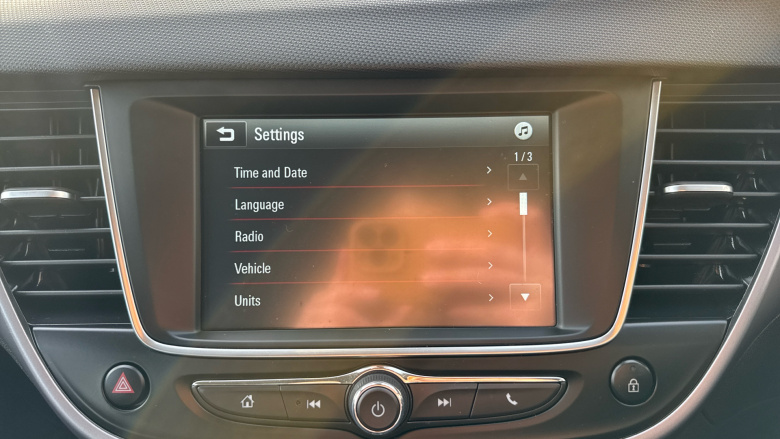 Settings
1/3
Time and Date
Language
Radio
Vehicle
Units